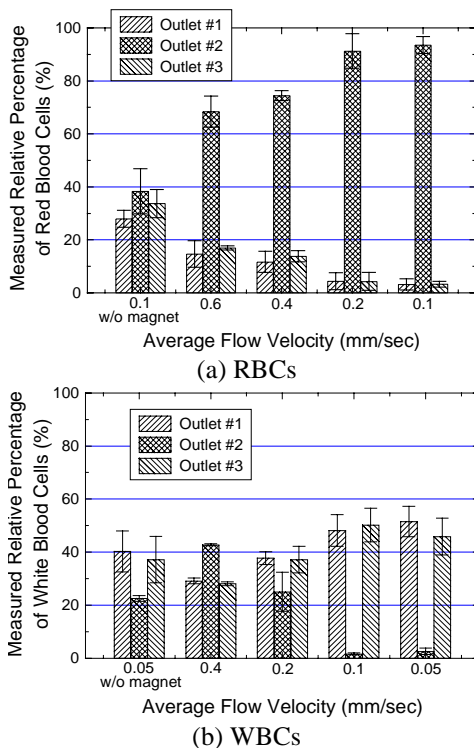 Measured Relative Percentage
of Red Blood Cells (%)
100
80
60
40
20
0
Outlet #1
Outlet #2
Outlet #3
0.1 0.6 0.4 0.2 0.1
w/o magnet
Average Flow Velocity (mm/sec)
(a) RBCs
Measured Relative Percentage
of White Blood Cells (%)
100
80
60
40
20
0
Outlet #1
Outlet #2
Outlet #3
0.05 0.4 0.2 0.1 0.05
w/o magnet
Average Flow Velocity (mm/sec)
(b) WBCs